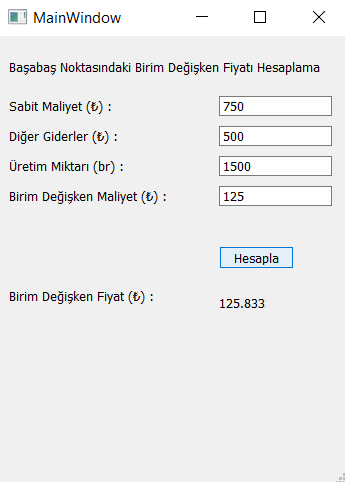 MainWindow
Başabaş Noktasındaki Birim Değişken Fiyatı Hesaplama
Sabit Maliyet (₺) : 750
Diğer Giderler (₺) : 500
Üretim Miktarı (br) : 1500
Birim Değişken Maliyet (₺) : 125
Hesapla
Birim Değişken Fiyat (₺) : 125.833